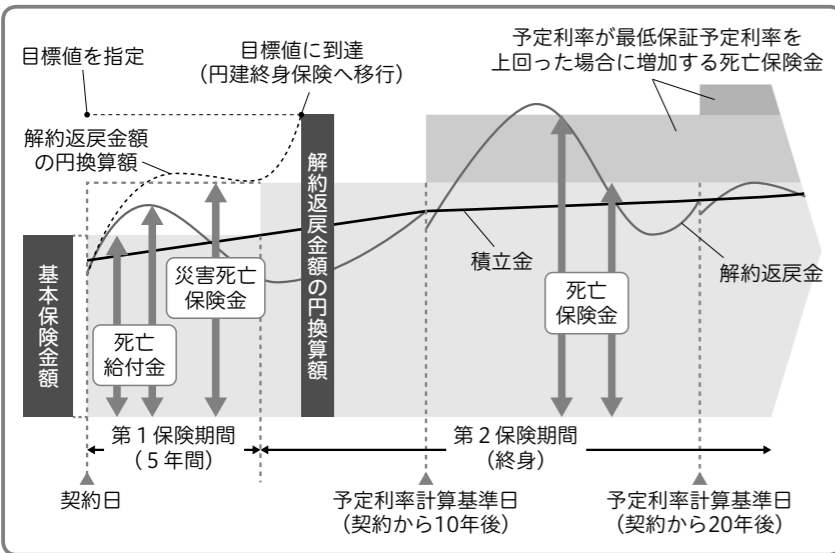 目標値を指定
目標値に到達
（円建終身保険へ移行）
予定利率が最低保証予定利率を
上回った場合に増加する死亡保険金
解約返戻金額
の円換算額
解約返戻金額の円換算額
基本保険金額
災害死亡
保険金
死亡
給付金
積立金
死亡
保険金
解約返戻金
第１保険期間
（５年間）
第２保険期間
（終身）
契約日
予定利率計算基準日
（契約から10年後）
予定利率計算基準日
（契約から20年後）